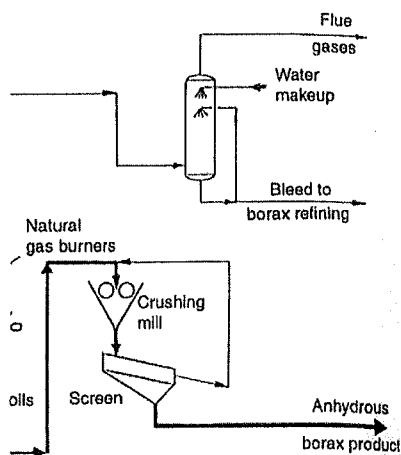 Flue
gases
Water
makeup
Bleed to
borax refining
Natural
gas burners
Crushing
mill
Screen
Anhydrous
borax product